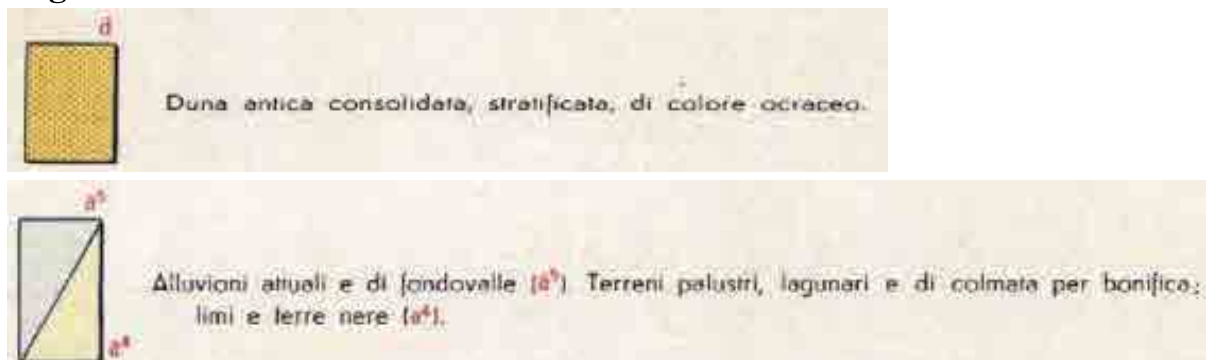 d
Duna antica consolidata, stratificata, di colore ocraceo.
a⁵
Alluvioni attuali e di fondovalle (a⁵) Terreni palustri, lagunari e di colmata per bonifica;
limi e terre nere (a⁴).
a⁴